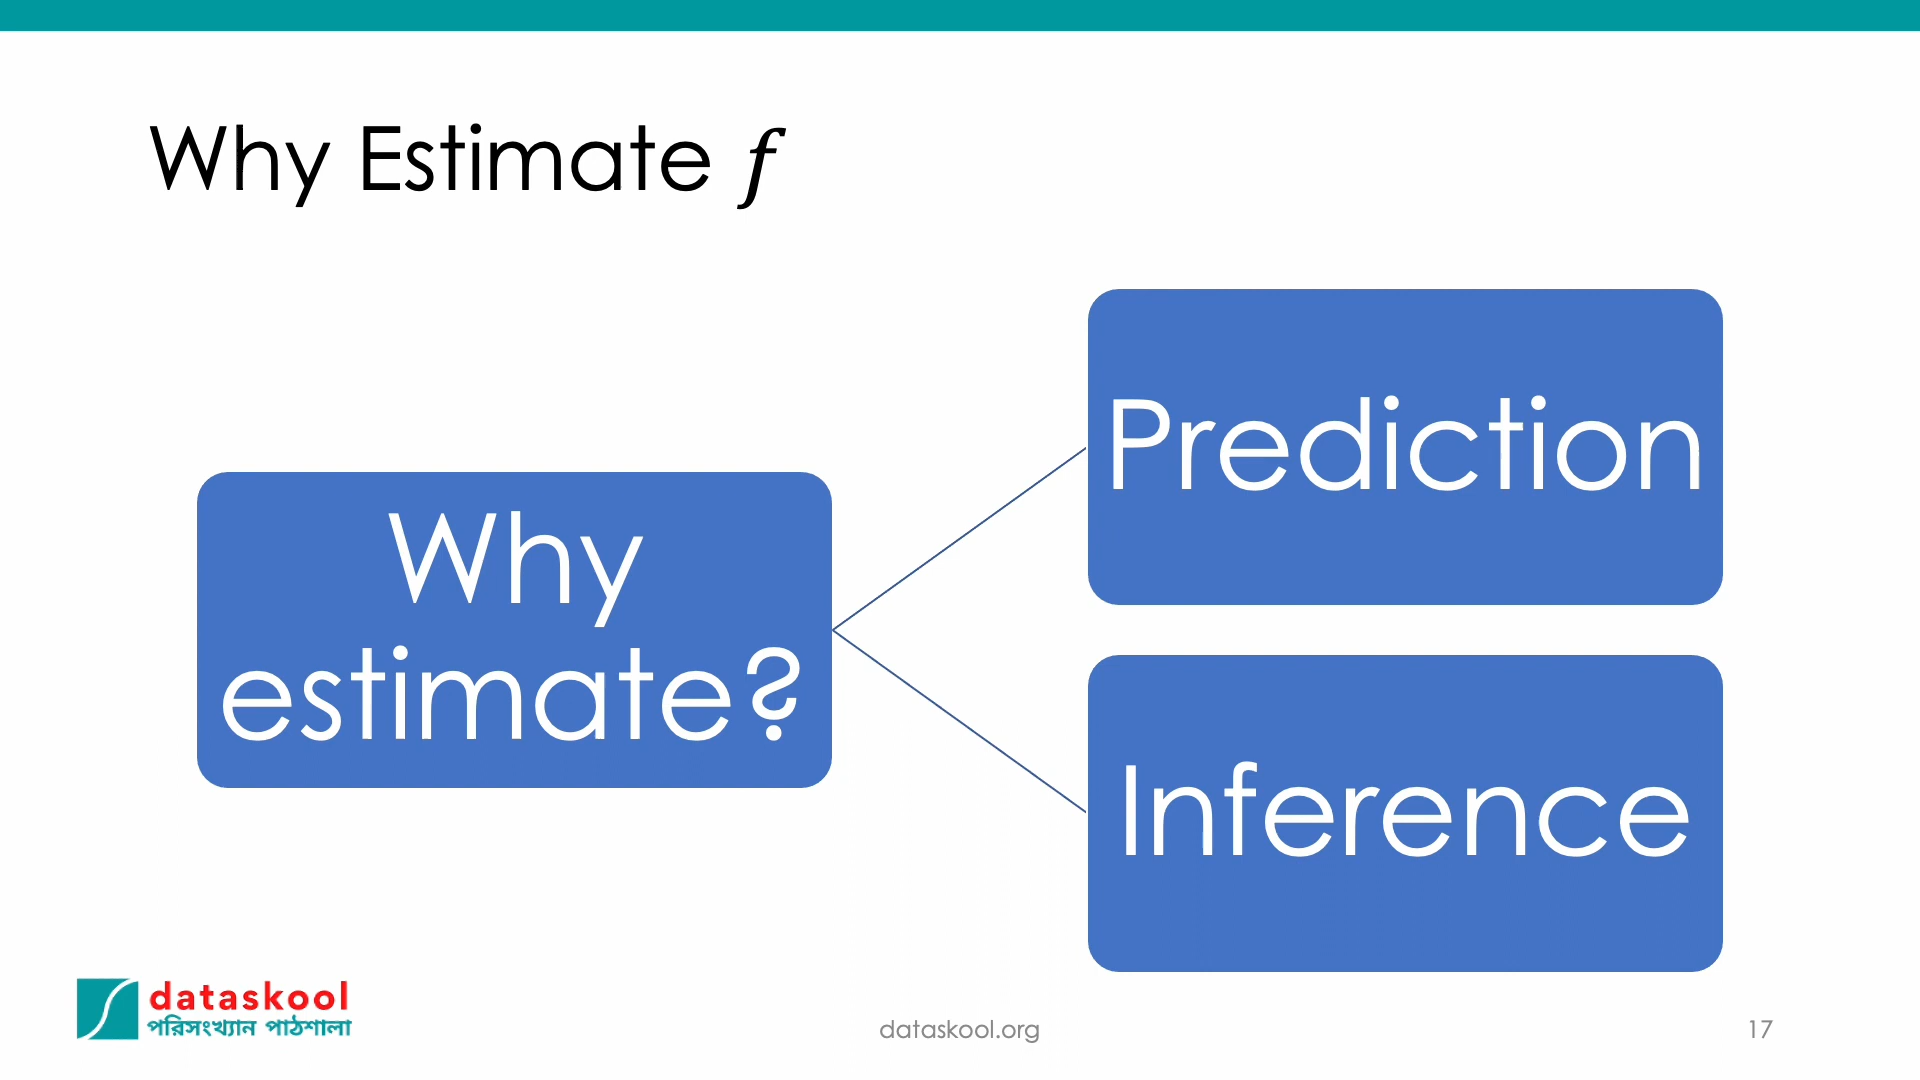 Why Estimate 𝑓
Why
estimate?
Prediction
Inference
dataskool
পরিসংখ্যান পাঠশালা
dataskool.org
17